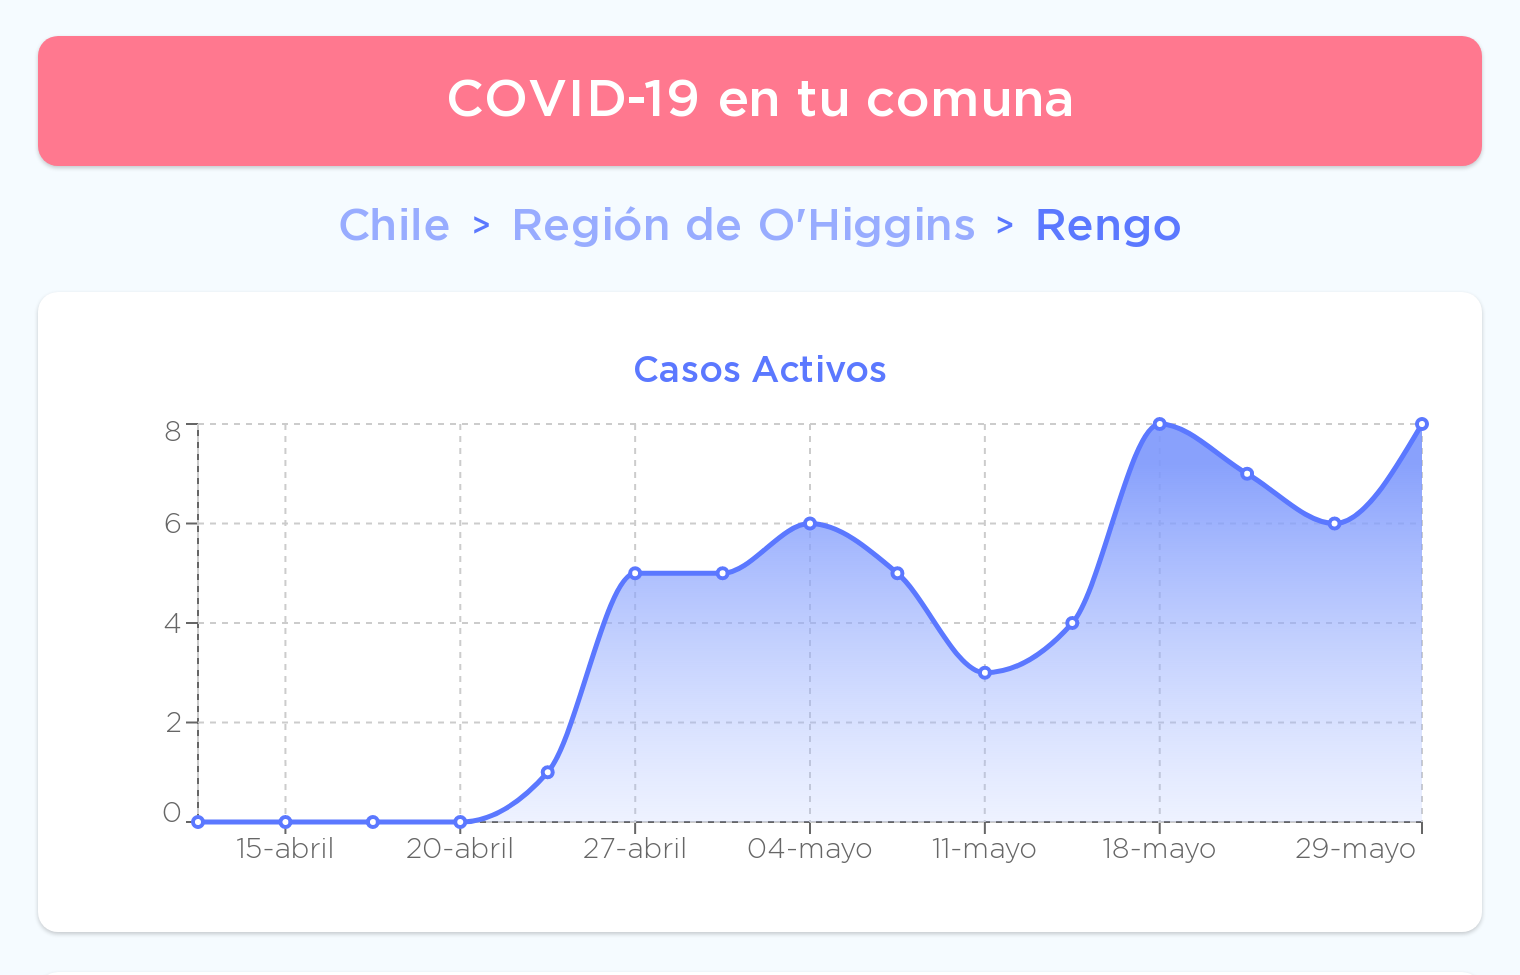 COVID-19 en tu comuna
Chile > Región de O'Higgins > Rengo
Casos Activos
8
6
4
2
0
15-abril 20-abril 27-abril 04-mayo 11-mayo 18-mayo 29-mayo